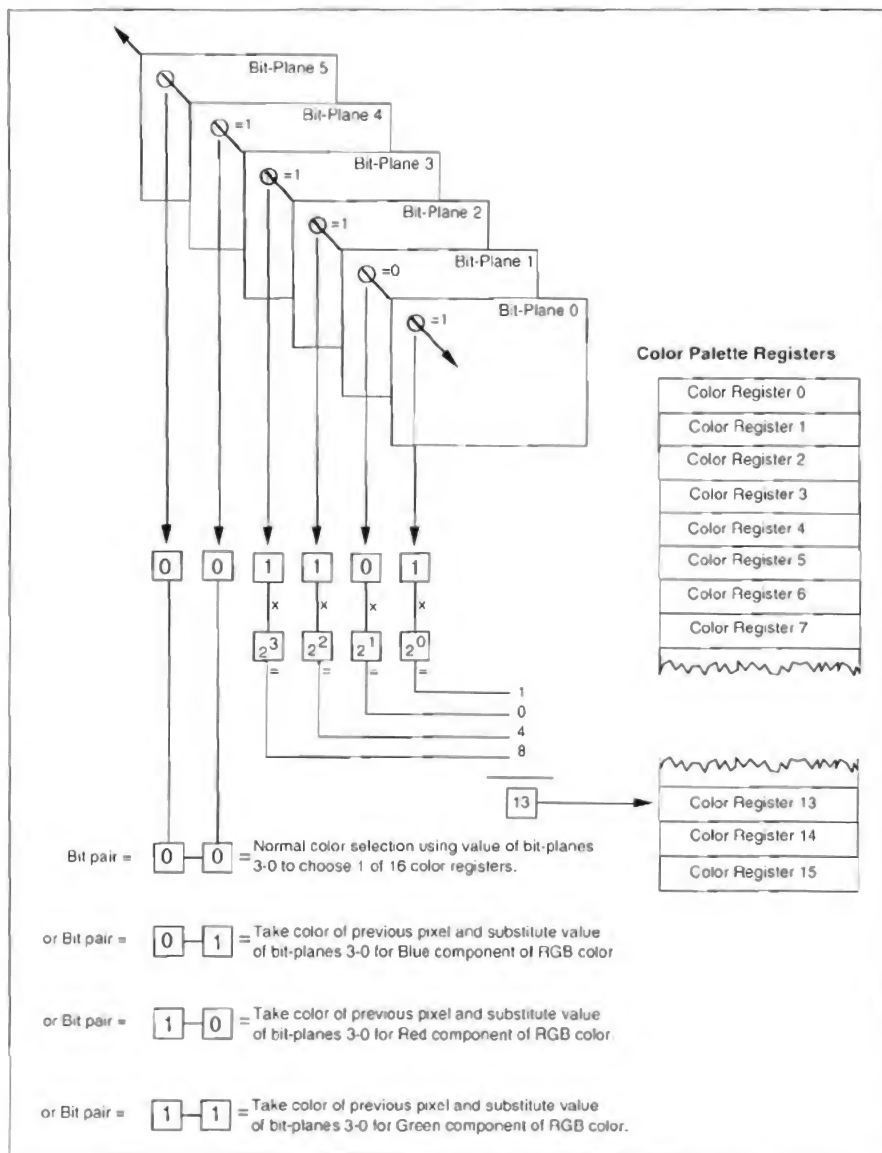 Bit-Plane 5
Bit-Plane 4
=1
Bit-Plane 3
=1
Bit-Plane 2
=1
Bit-Plane 1
=0
Bit-Plane 0
=1
Color Palette Registers
Color Register 0
Color Register 1
Color Register 2
Color Register 3
Color Register 4
Color Register 5
Color Register 6
Color Register 7
0 0 1 1 0 1
x x x x
2³ 2² 2¹ 2⁰
= = = =
1
0
4
8
13
Color Register 13
Color Register 14
Color Register 15
Bit pair = 0 0 = Normal color selection using value of bit-planes
3-0 to choose 1 of 16 color registers.
or Bit pair = 0 1 = Take color of previous pixel and substitute value
of bit-planes 3-0 for Blue component of RGB color
or Bit pair = 1 0 = Take color of previous pixel and substitute value
of bit-planes 3-0 for Red component of RGB color
or Bit pair = 1 1 = Take color of previous pixel and substitute value
of bit-planes 3-0 for Green component of RGB color.